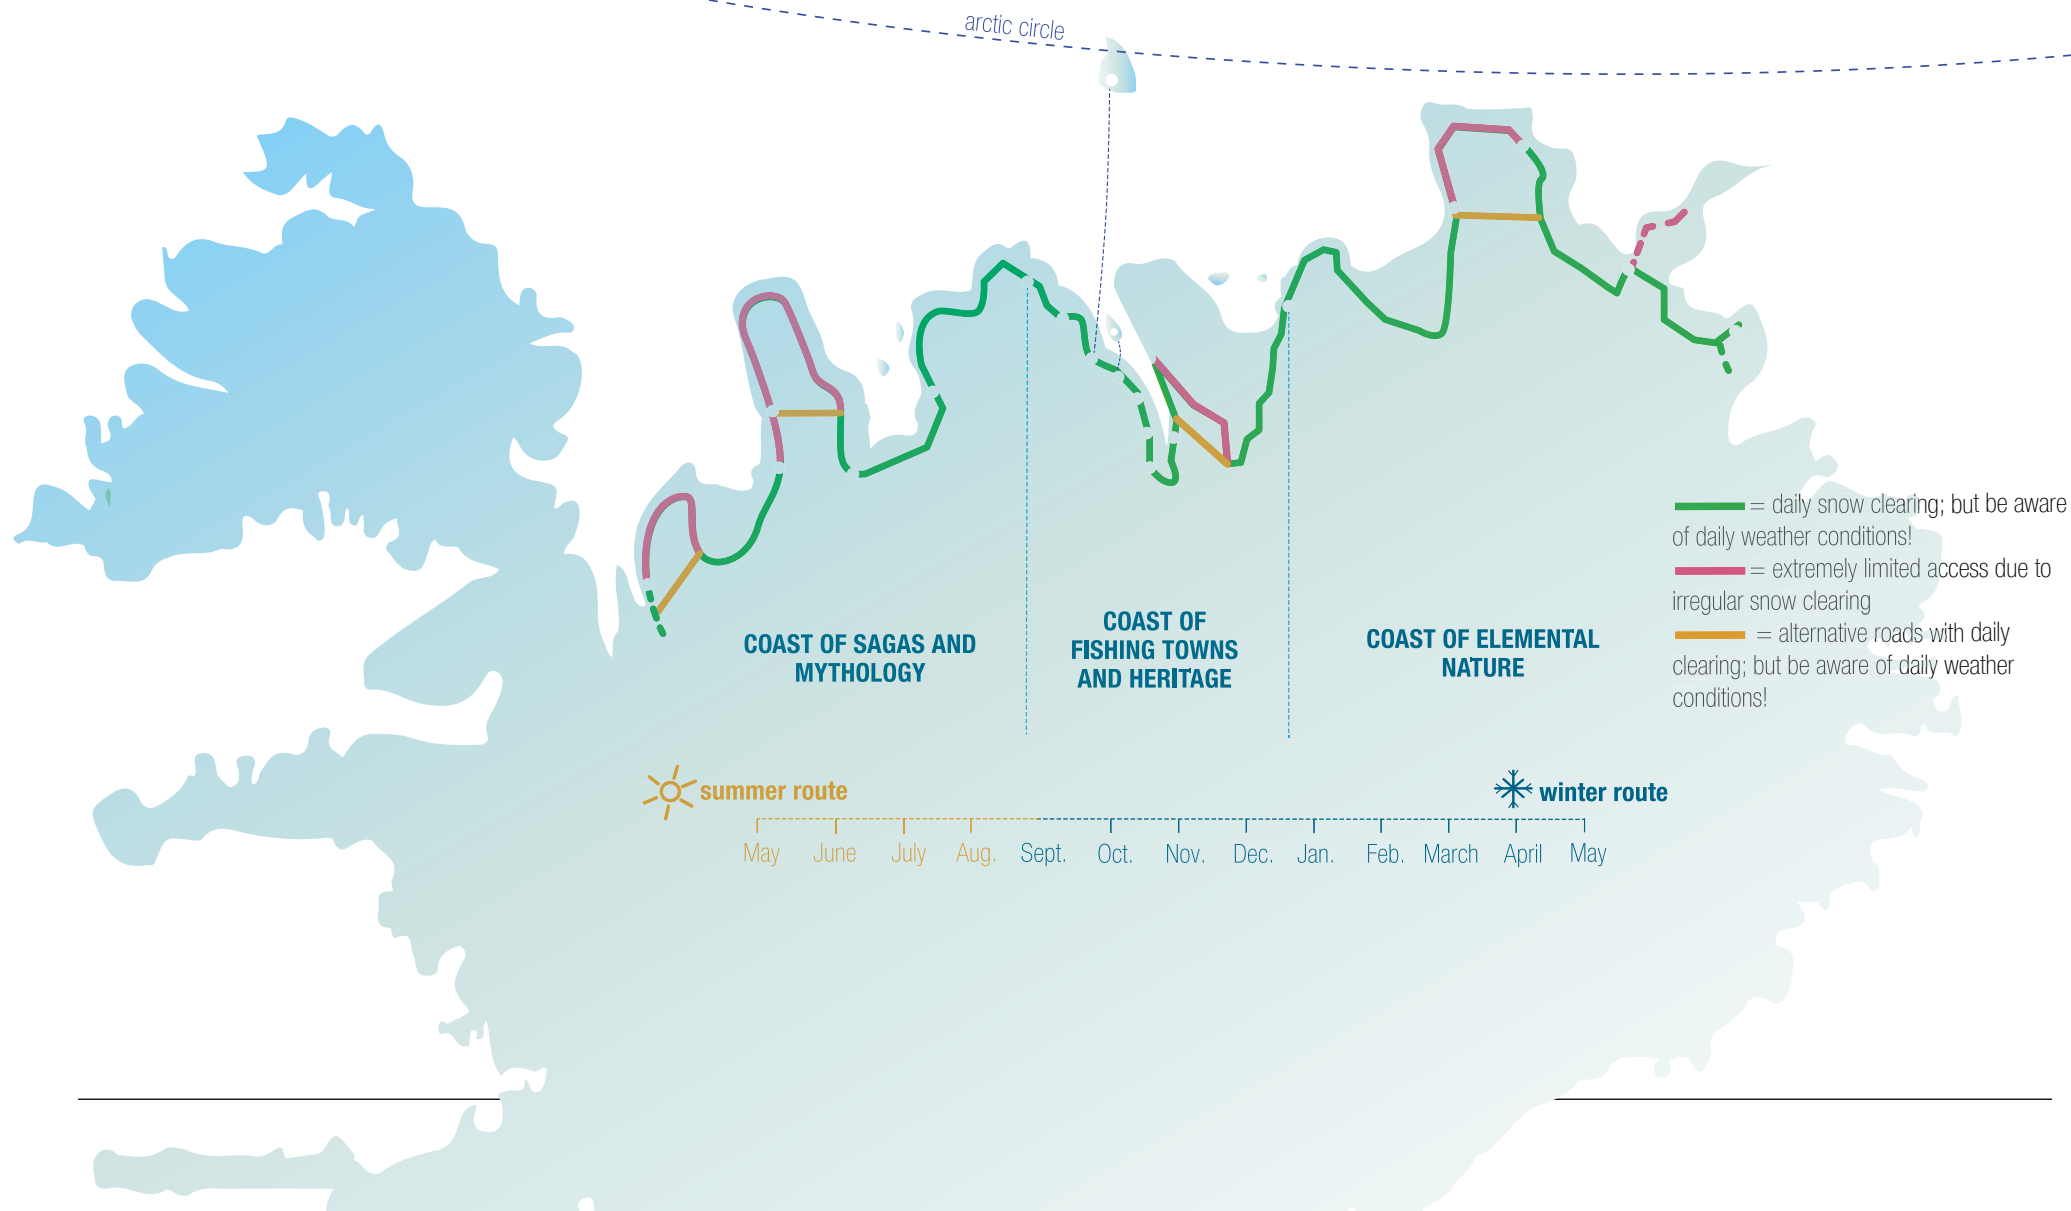 arctic circle
= daily snow clearing; but be aware
of daily weather conditions!
= extremely limited access due to
irregular snow clearing
= alternative roads with daily
clearing; but be aware of daily weather
conditions!
COAST OF SAGAS AND
MYTHOLOGY
COAST OF
FISHING TOWNS
AND HERITAGE
COAST OF ELEMENTAL
NATURE
summer route
winter route
May June July Aug. Sept. Oct. Nov. Dec. Jan. Feb. March April May